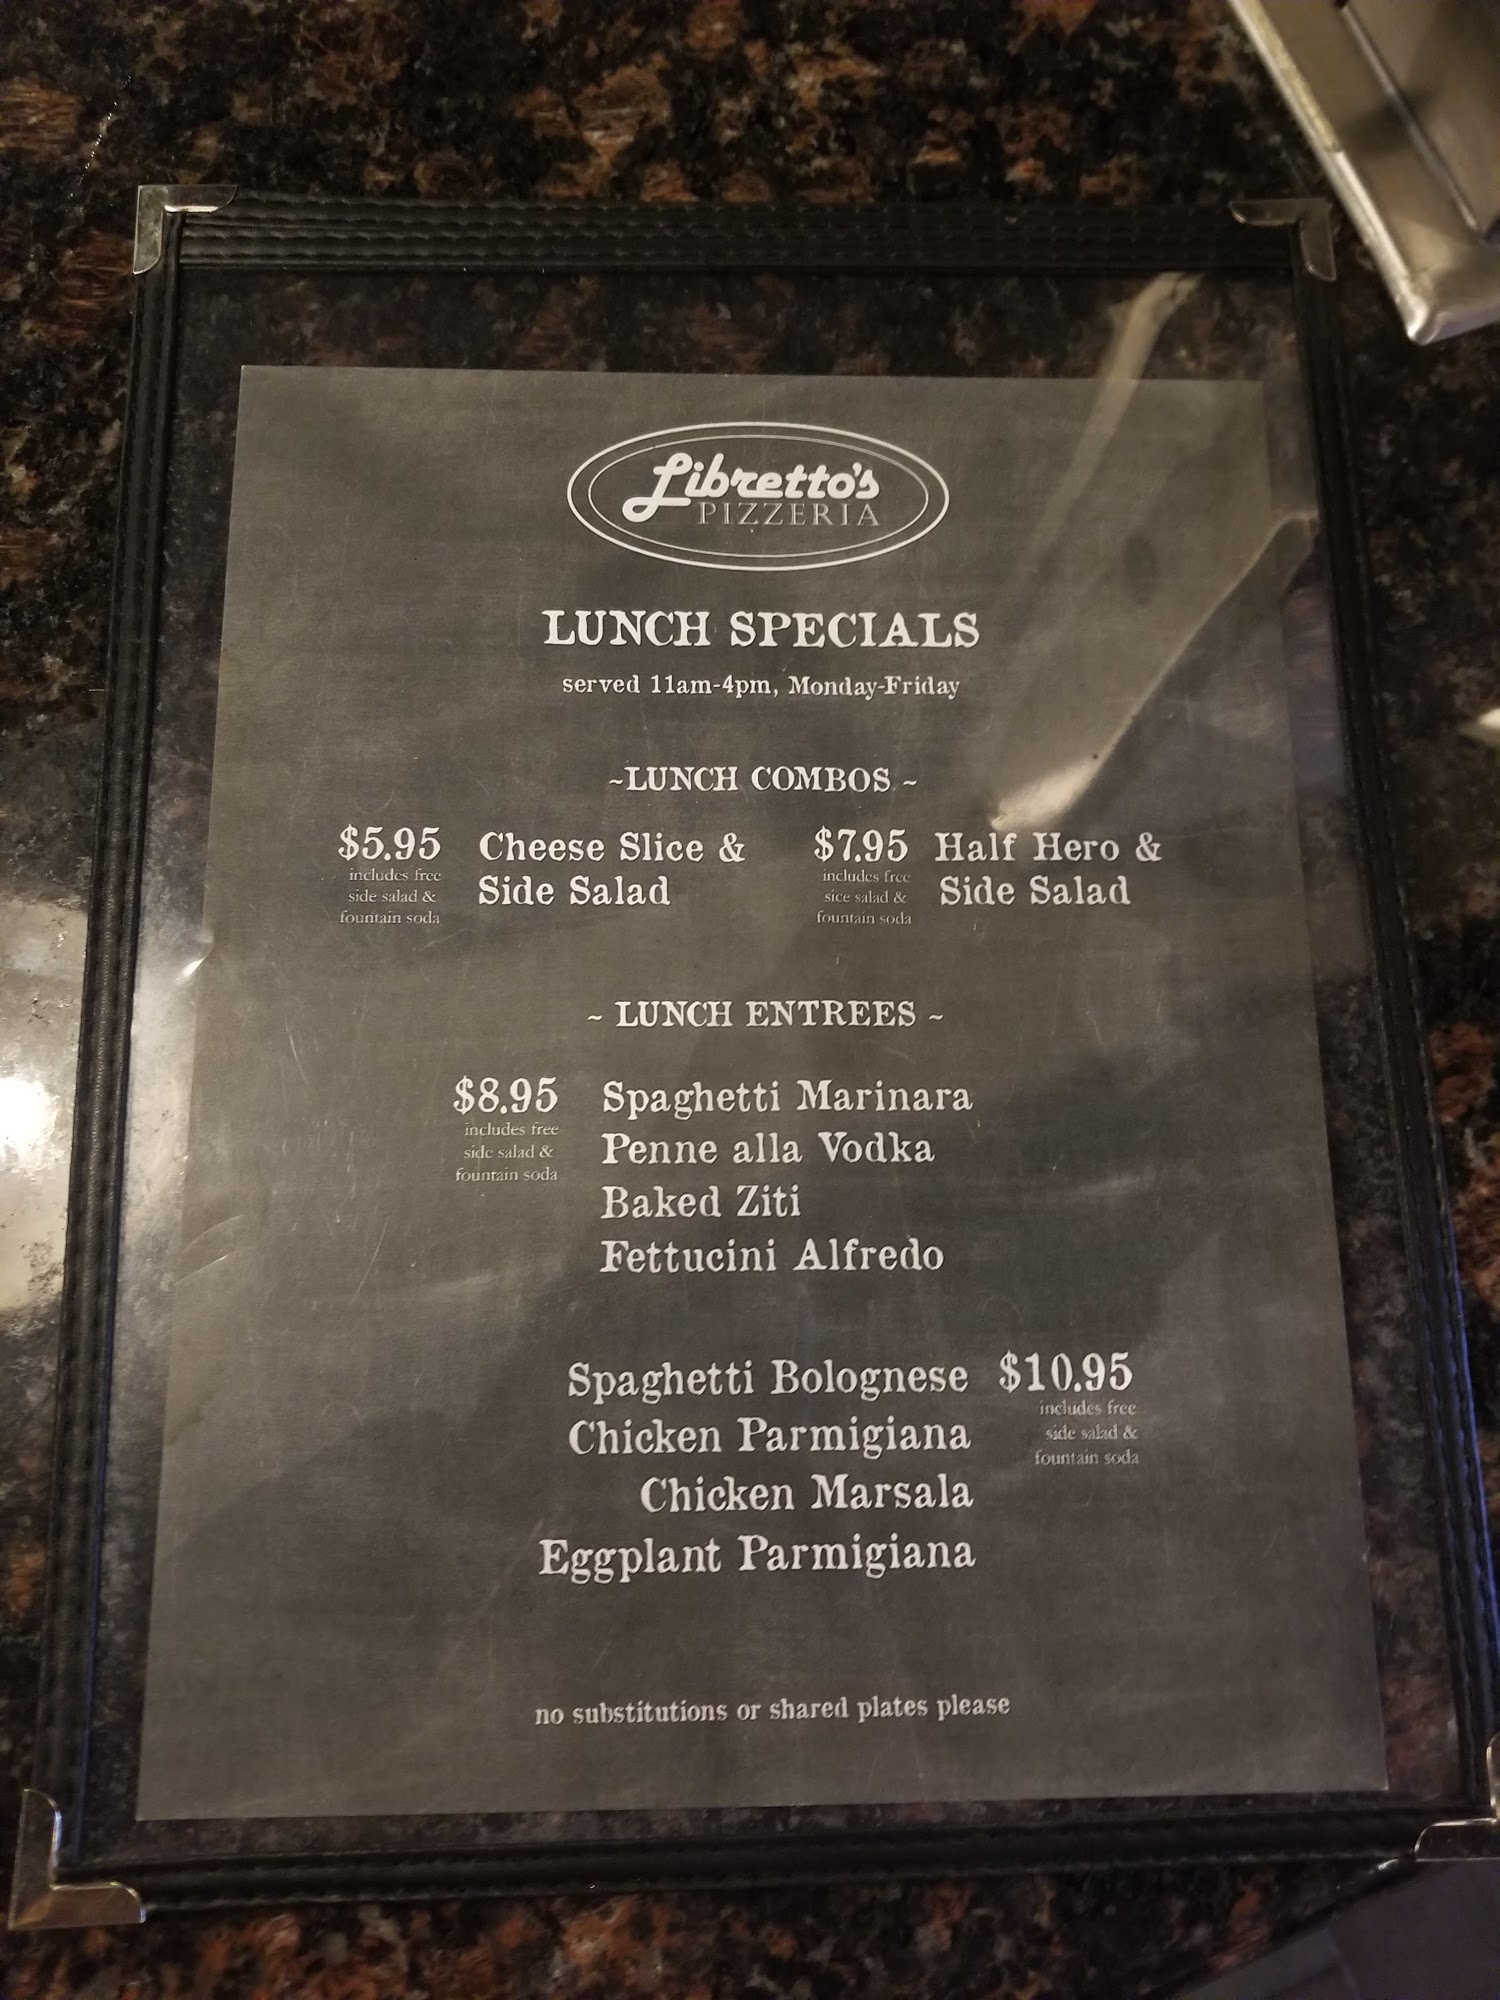 Libretto's
PIZZERIA
LUNCH SPECIALS
served 11am-4pm, Monday-Friday
~LUNCH COMBOS ~
$5.95 Cheese Slice &
includes free
side salad & Side Salad
fountain soda
$7.95 Half Hero &
includes free
sice salad & Side Salad
fountain soda
~ LUNCH ENTREES ~
$8.95 Spaghetti Marinara
includes free
side salad & Penne alla Vodka
fountain soda
Baked Ziti
Fettucini Alfredo
Spaghetti Bolognese $10.95
includes free
Chicken Parmigiana side salad &
fountain soda
Chicken Marsala
Eggplant Parmigiana
no substitutions or shared plates please